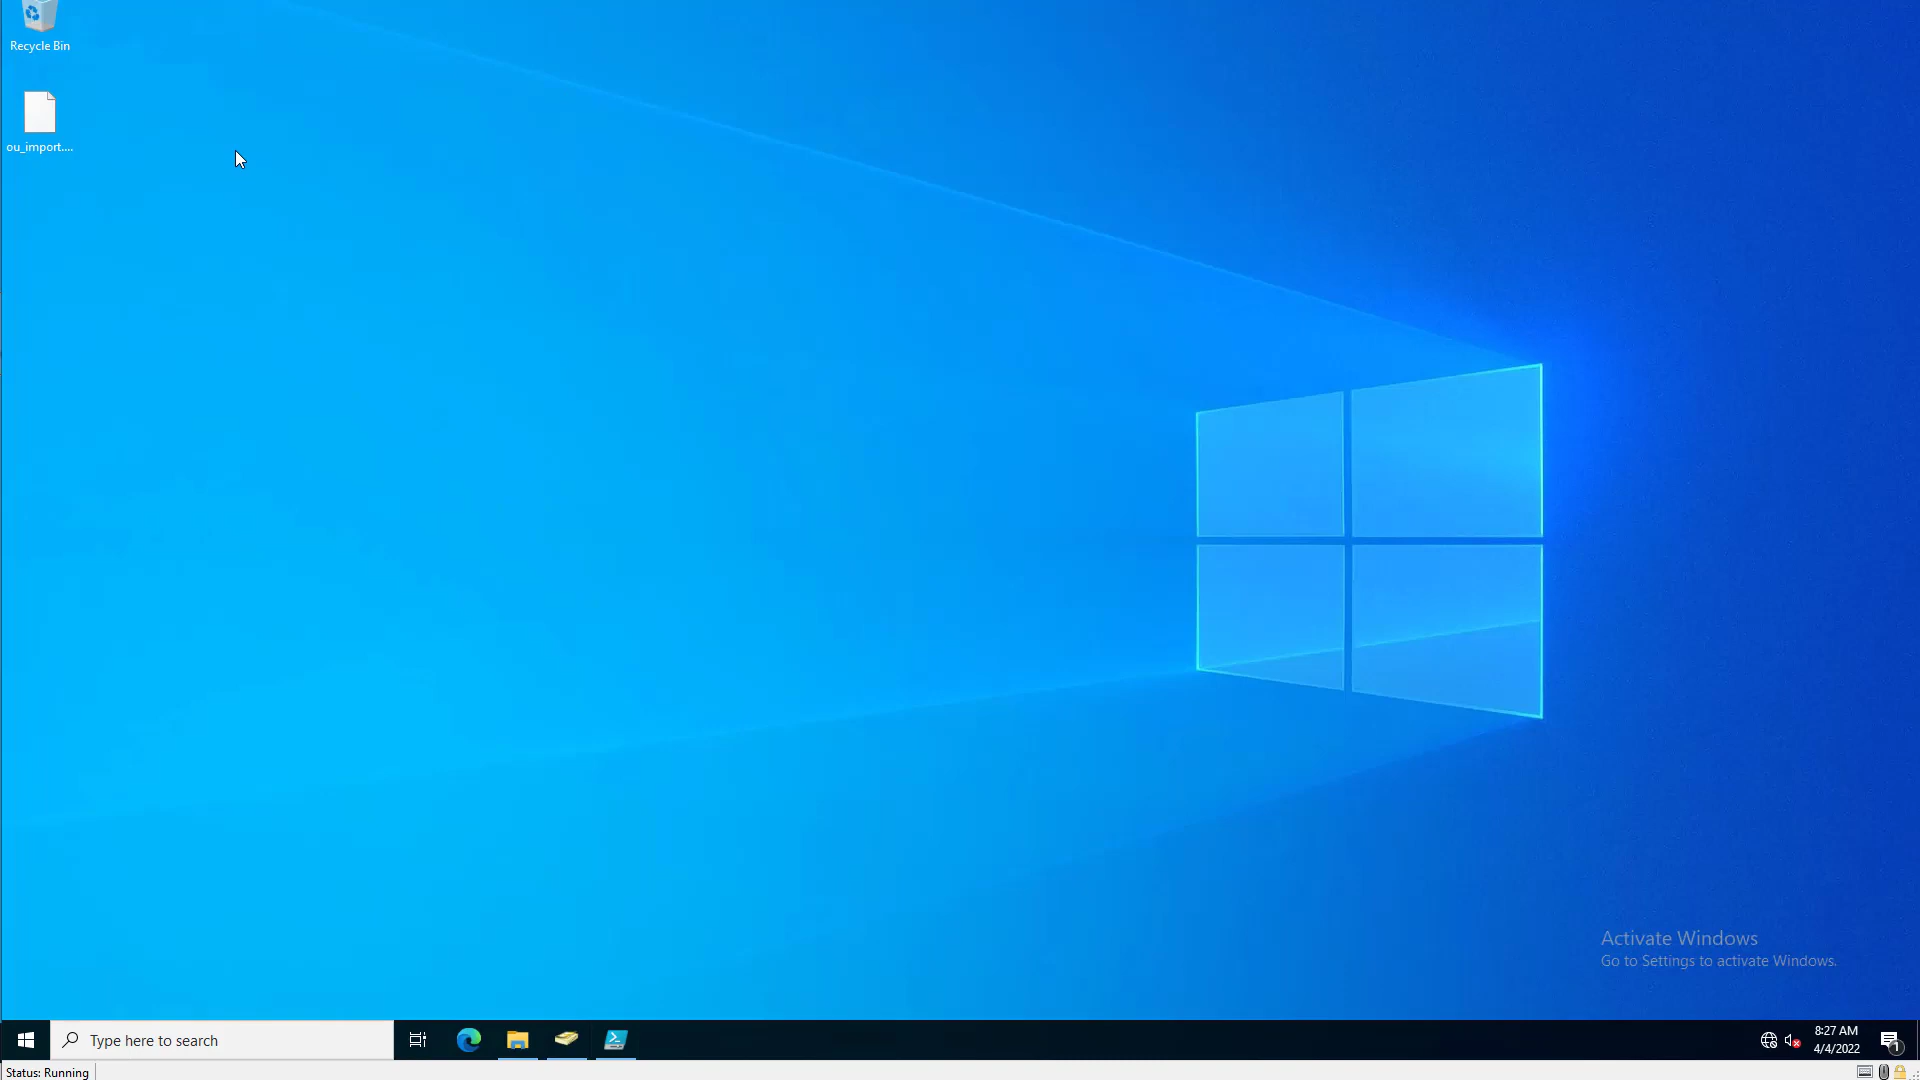 Recycle Bin
ou_import....
Activate Windows
Go to Settings to activate Windows.
Type here to search
8:27 AM
4/4/2022
1
Status: Running